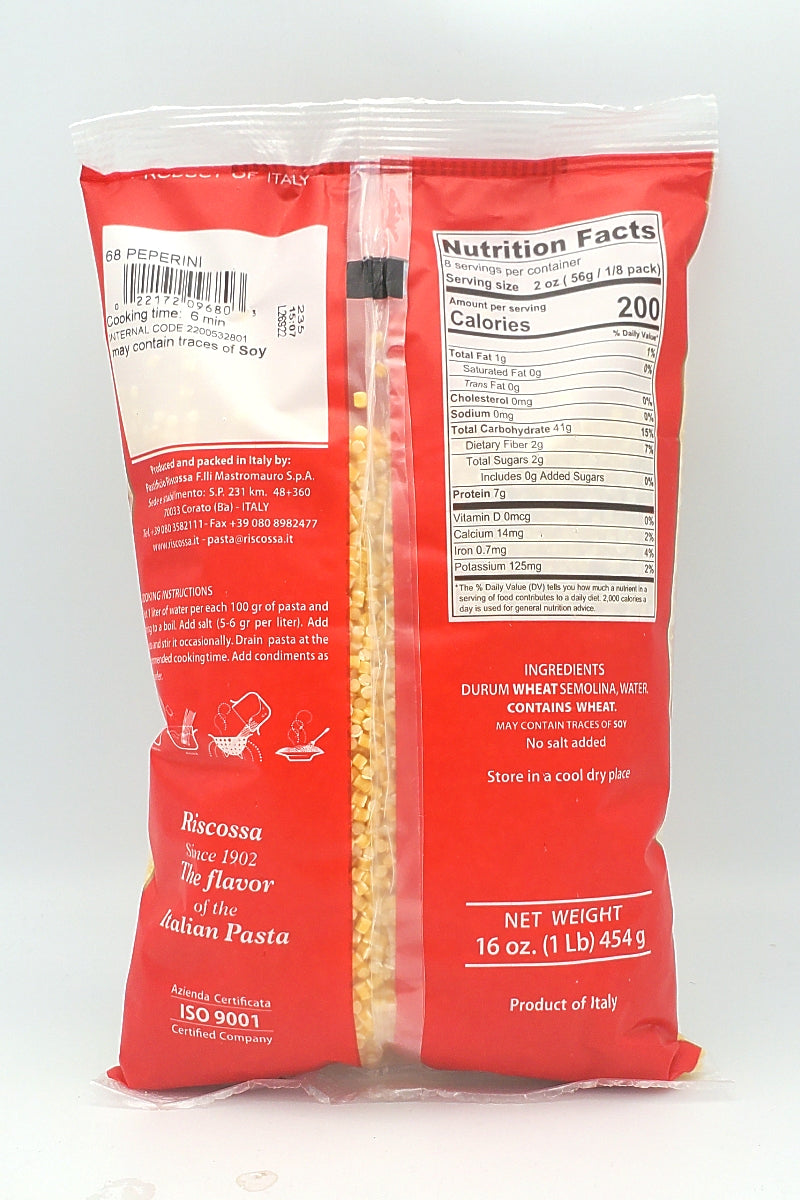 PRODUCT OF ITALY
68 PEPERINI
0 22172 09680 3
Cooking time: 6 min
INTERNAL CODE 2200532801
may contain traces of Soy
235
15:07
L26922
Produced and packed in Italy by:
Pastificio Riscossa F.lli Mastromauro S.p.A.
Sede e stabilimento: S.P. 231 km. 48+360
70033 Corato (Ba) - ITALY
Tel. +39 080 3582111 - Fax +39 080 8982477
www.riscossa.it - pasta@riscossa.it
COOKING INSTRUCTIONS
1 liter of water per each 100 gr of pasta and
to a boil. Add salt (5-6 gr per liter). Add
and stir it occasionally. Drain pasta at the
cooking time. Add condiments as
Riscossa
Since 1902
The flavor
of the
Italian Pasta
Azienda Certificata
ISO 9001
Certified Company
Nutrition Facts
8 servings per container
Serving size 2 oz ( 56g / 1/8 pack)
Amount per serving
Calories 200
% Daily Value*
Total Fat 1g 1%
Saturated Fat 0g 0%
Trans Fat 0g
Cholesterol 0mg 0%
Sodium 0mg 0%
Total Carbohydrate 41g 15%
Dietary Fiber 2g 7%
Total Sugars 2g
Includes 0g Added Sugars 0%
Protein 7g
Vitamin D 0mcg 0%
Calcium 14mg 2%
Iron 0.7mg 4%
Potassium 125mg 2%
*The % Daily Value (DV) tells you how much a nutrient in a
serving of food contributes to a daily diet. 2,000 calories a
day is used for general nutrition advice.
INGREDIENTS
DURUM WHEAT SEMOLINA, WATER.
CONTAINS WHEAT.
MAY CONTAIN TRACES OF SOY
No salt added
Store in a cool dry place
NET WEIGHT
16 oz. (1 Lb) 454 g
Product of Italy